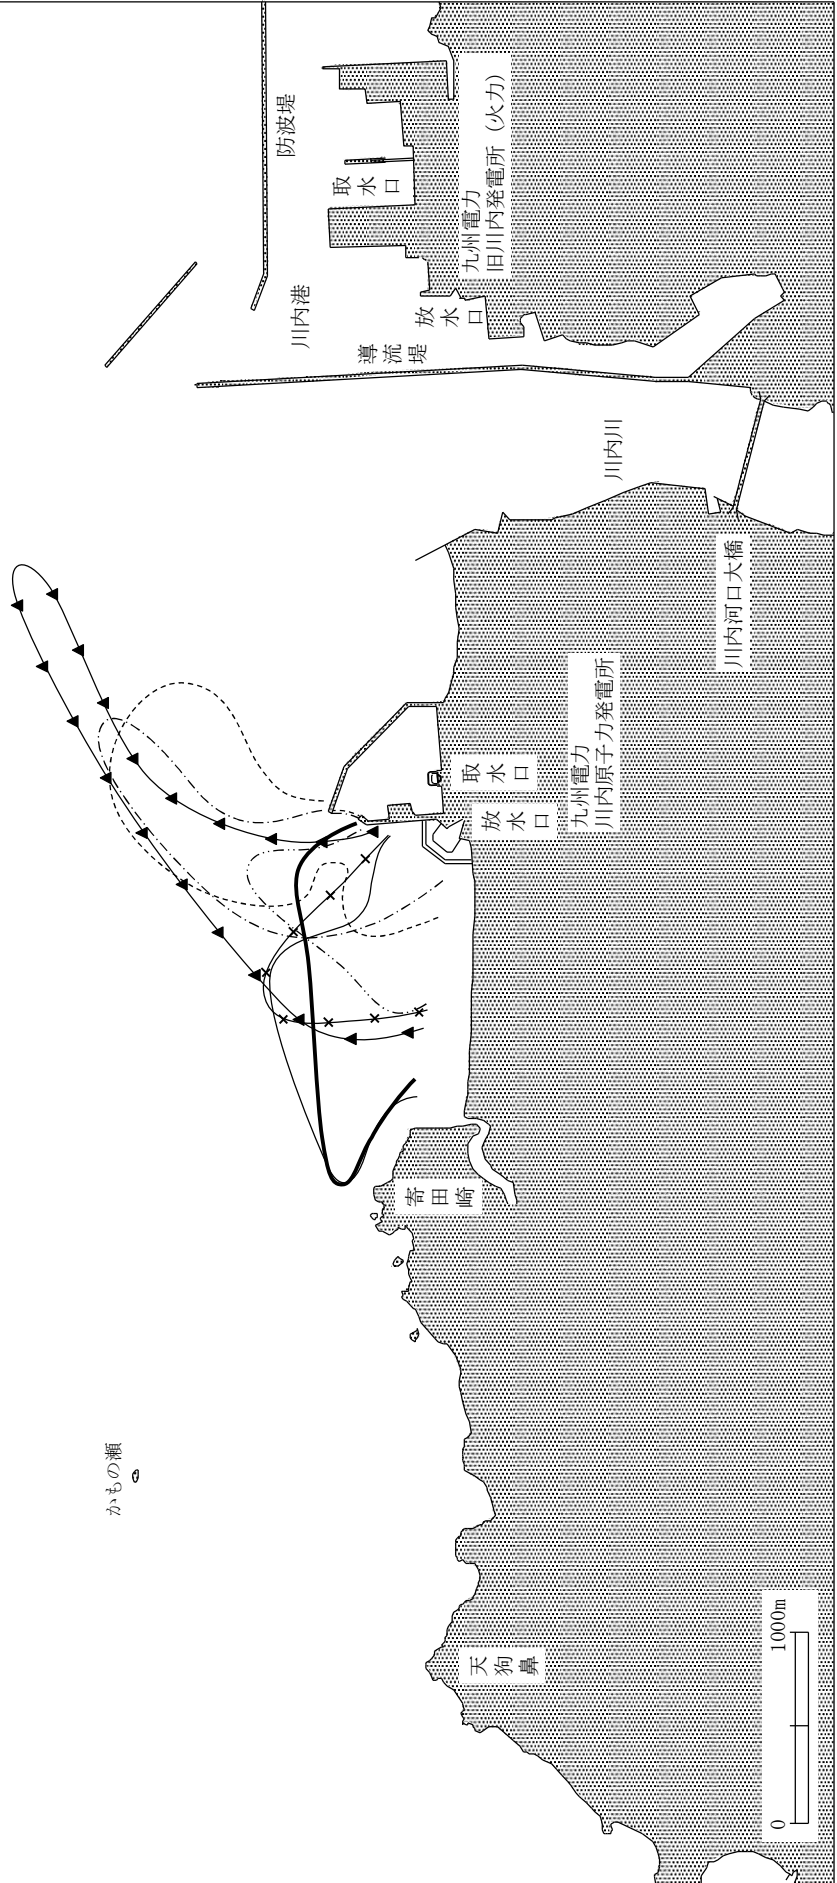 防波堤
取水口
九州電力
旧川内発電所（火力）
川内港
放水口
導流堤
川内川
川内河口大橋
九州電力
川内原子力発電所
取水口
放水口
寄田崎
かもの瀬
天狗鼻
0 1000m